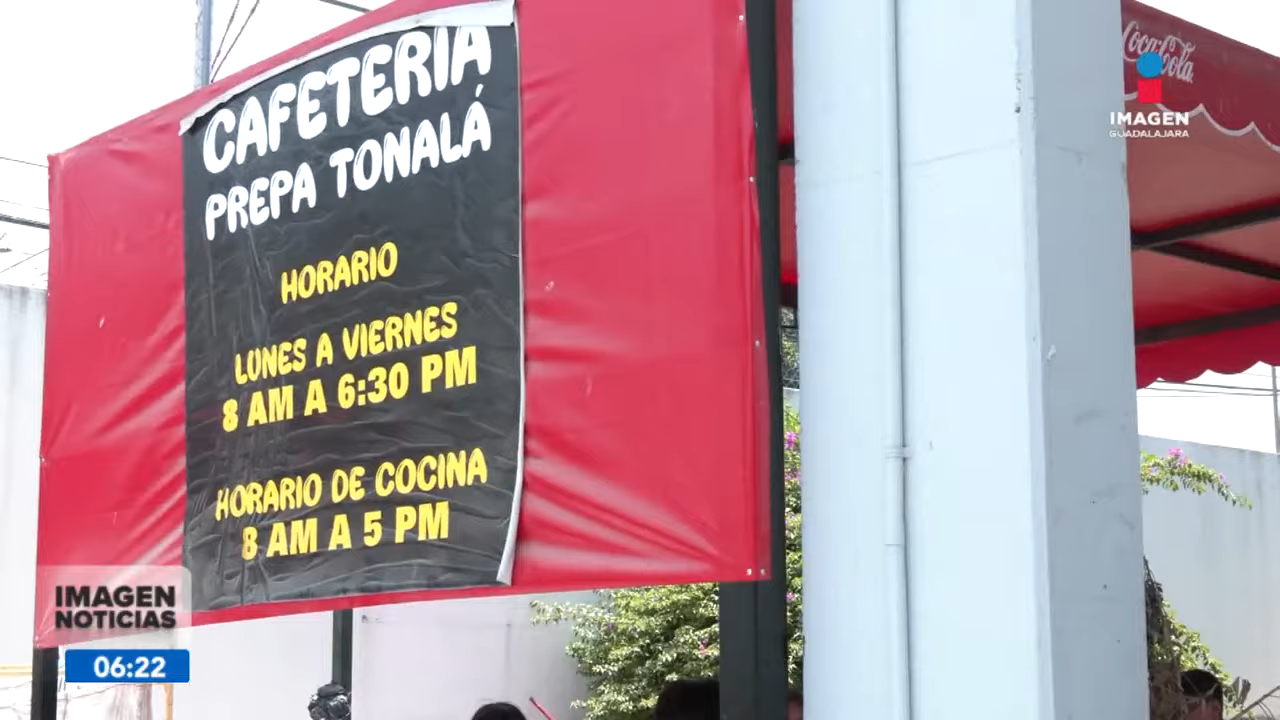 CAFETERIA
PREPA TONALÁ
HORARIO
LUNES A VIERNES
8 AM A 6:30 PM
HORARIO DE COCINA
8 AM A 5 PM
Coca-Cola
IMAGEN
GUADALAJARA
IMAGEN
NOTICIAS
06:22